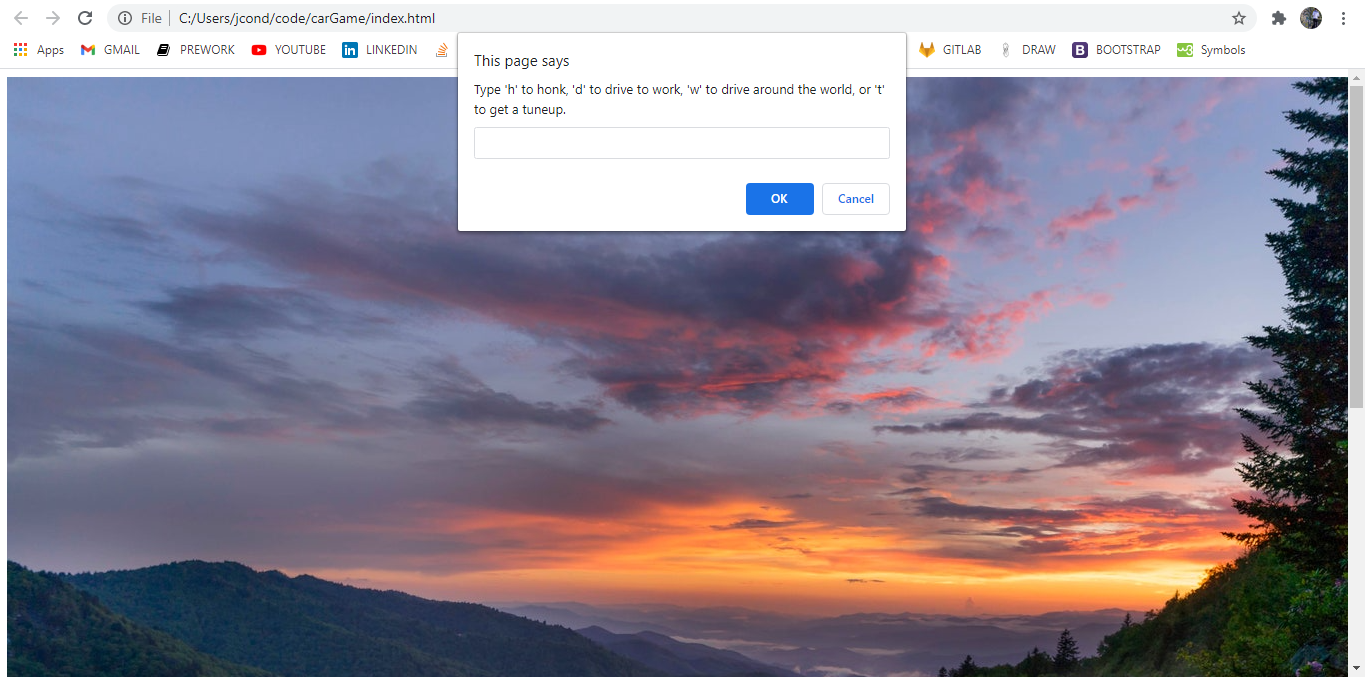 File C:/Users/jcond/code/carGame/index.html
Apps GMAIL PREWORK YOUTUBE LINKEDIN GITLAB DRAW BOOTSTRAP Symbols
This page says
Type 'h' to honk, 'd' to drive to work, 'w' to drive around the world, or 't'
to get a tuneup.
OK Cancel